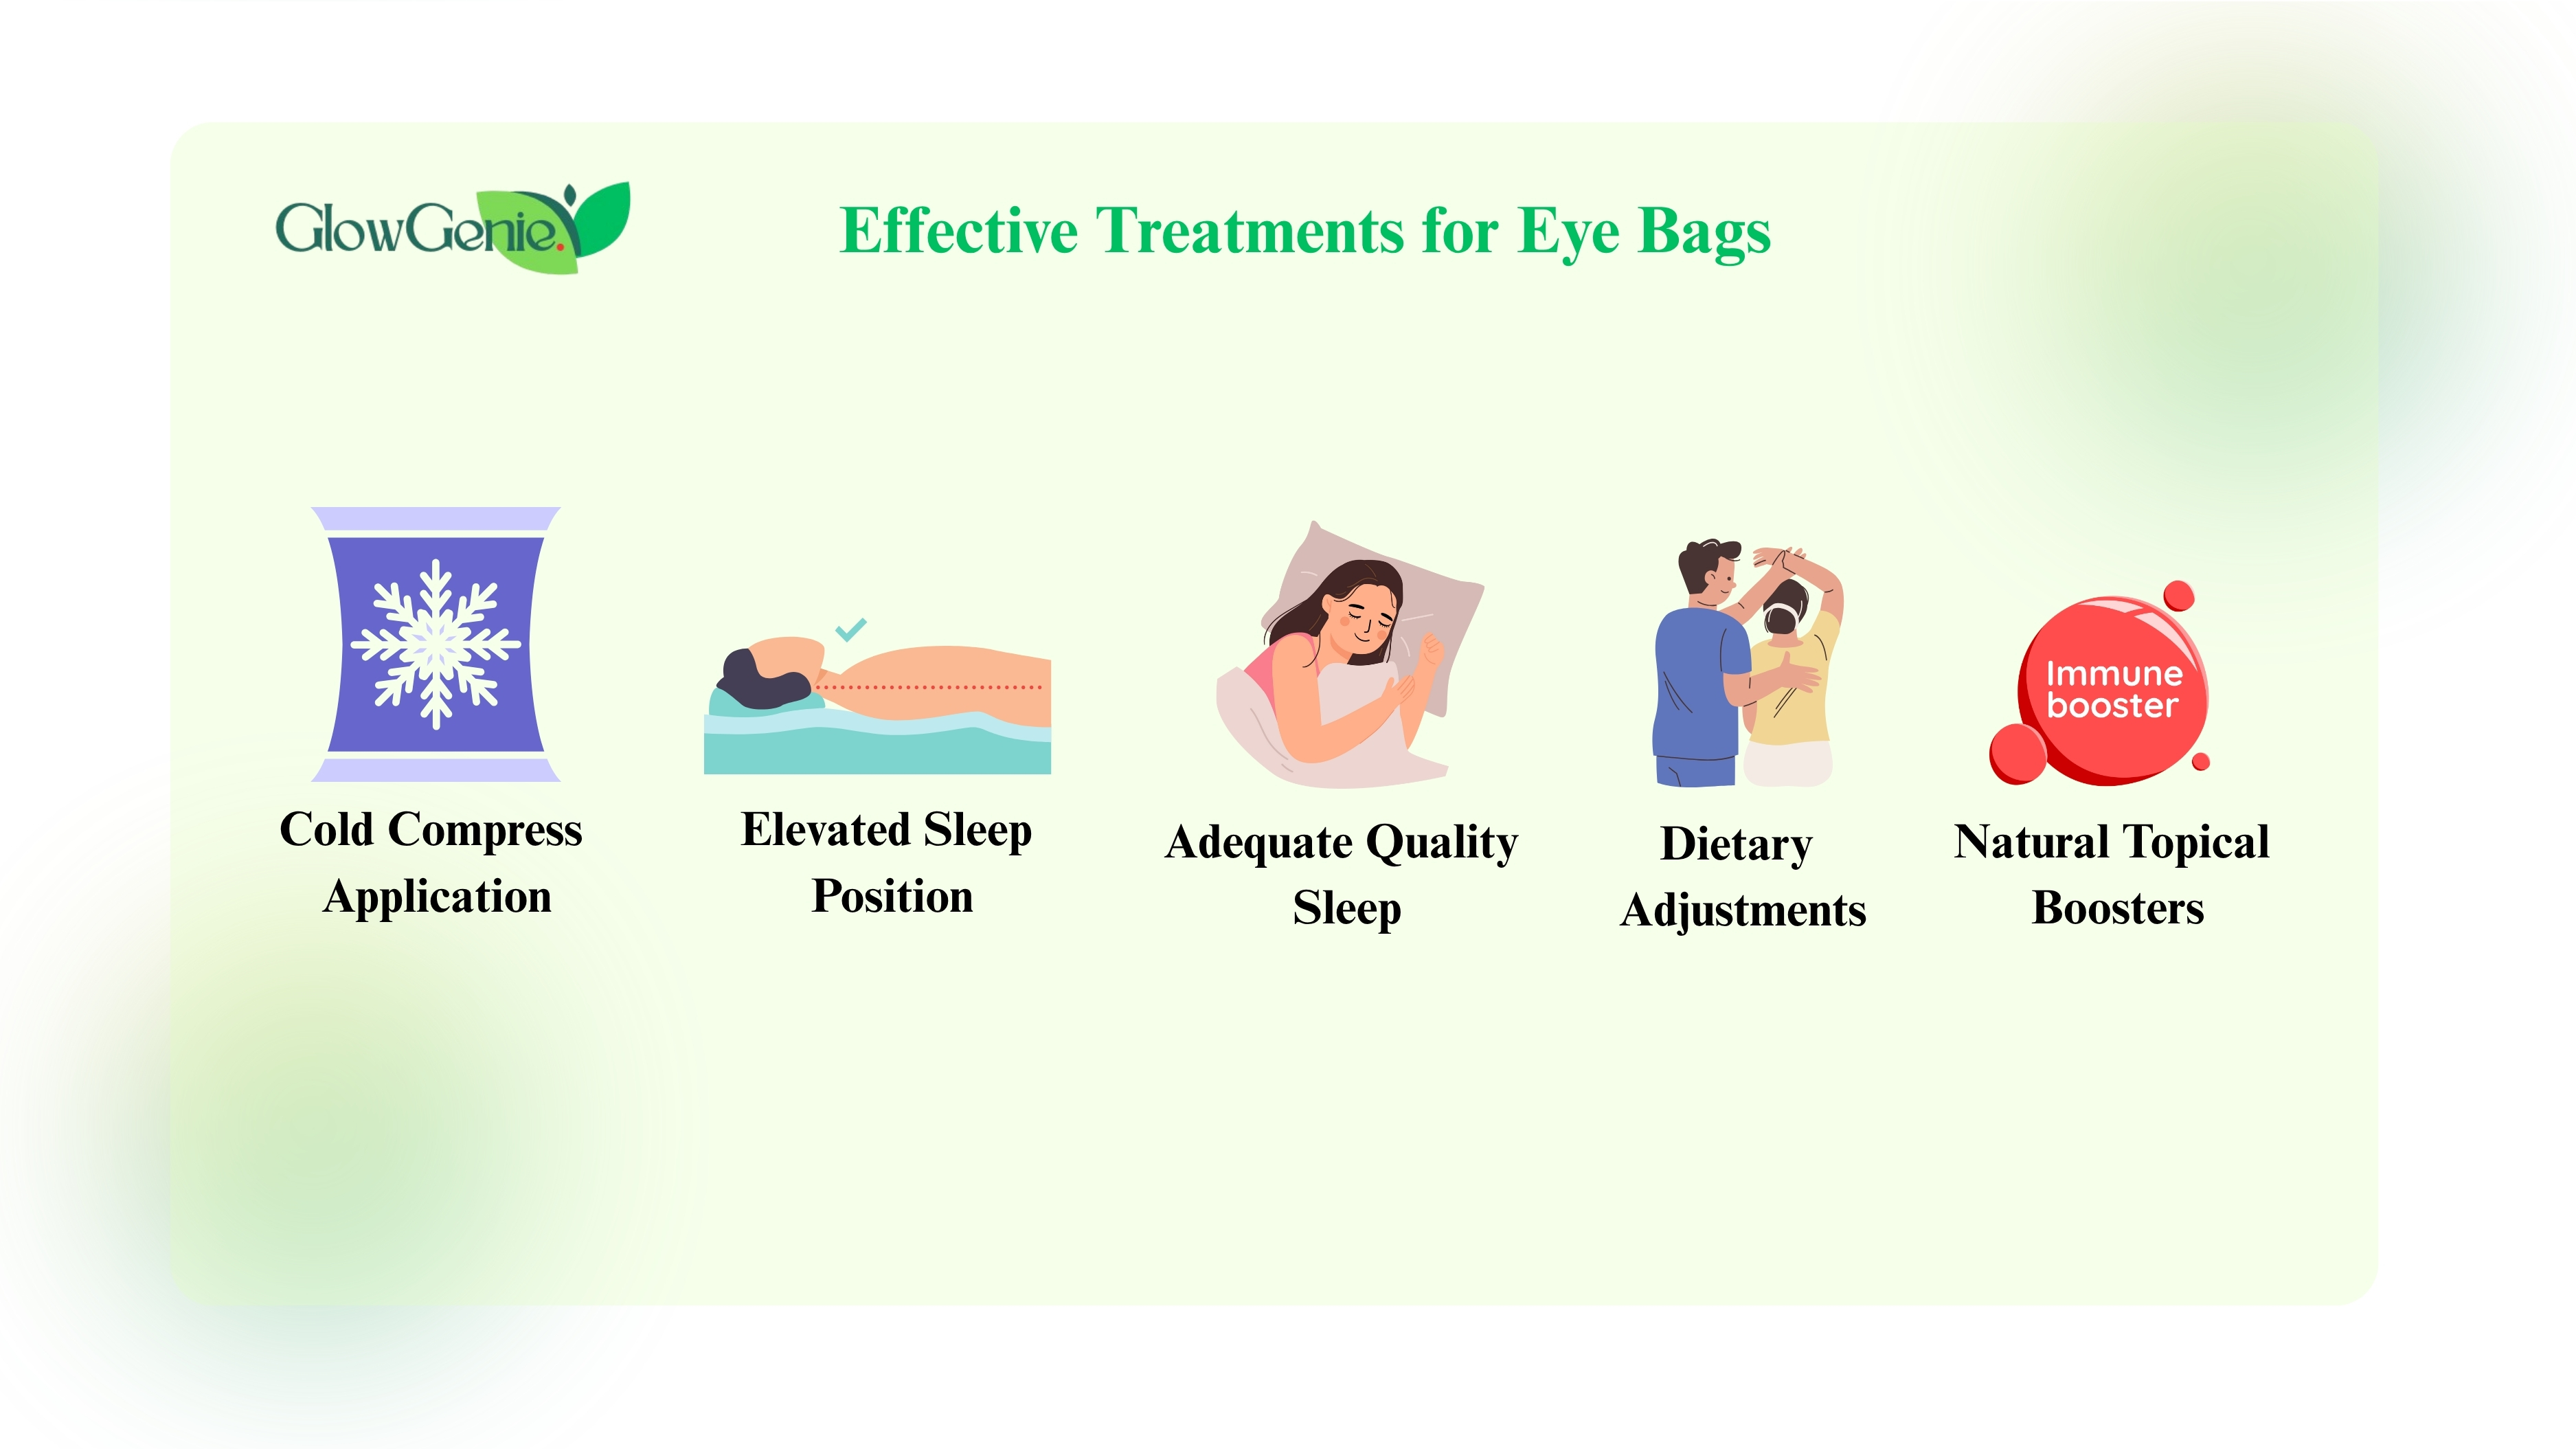 GlowGenie.
Effective Treatments for Eye Bags
Immune
booster
Cold Compress
Application
Elevated Sleep
Position
Adequate Quality
Sleep
Dietary
Adjustments
Natural Topical
Boosters